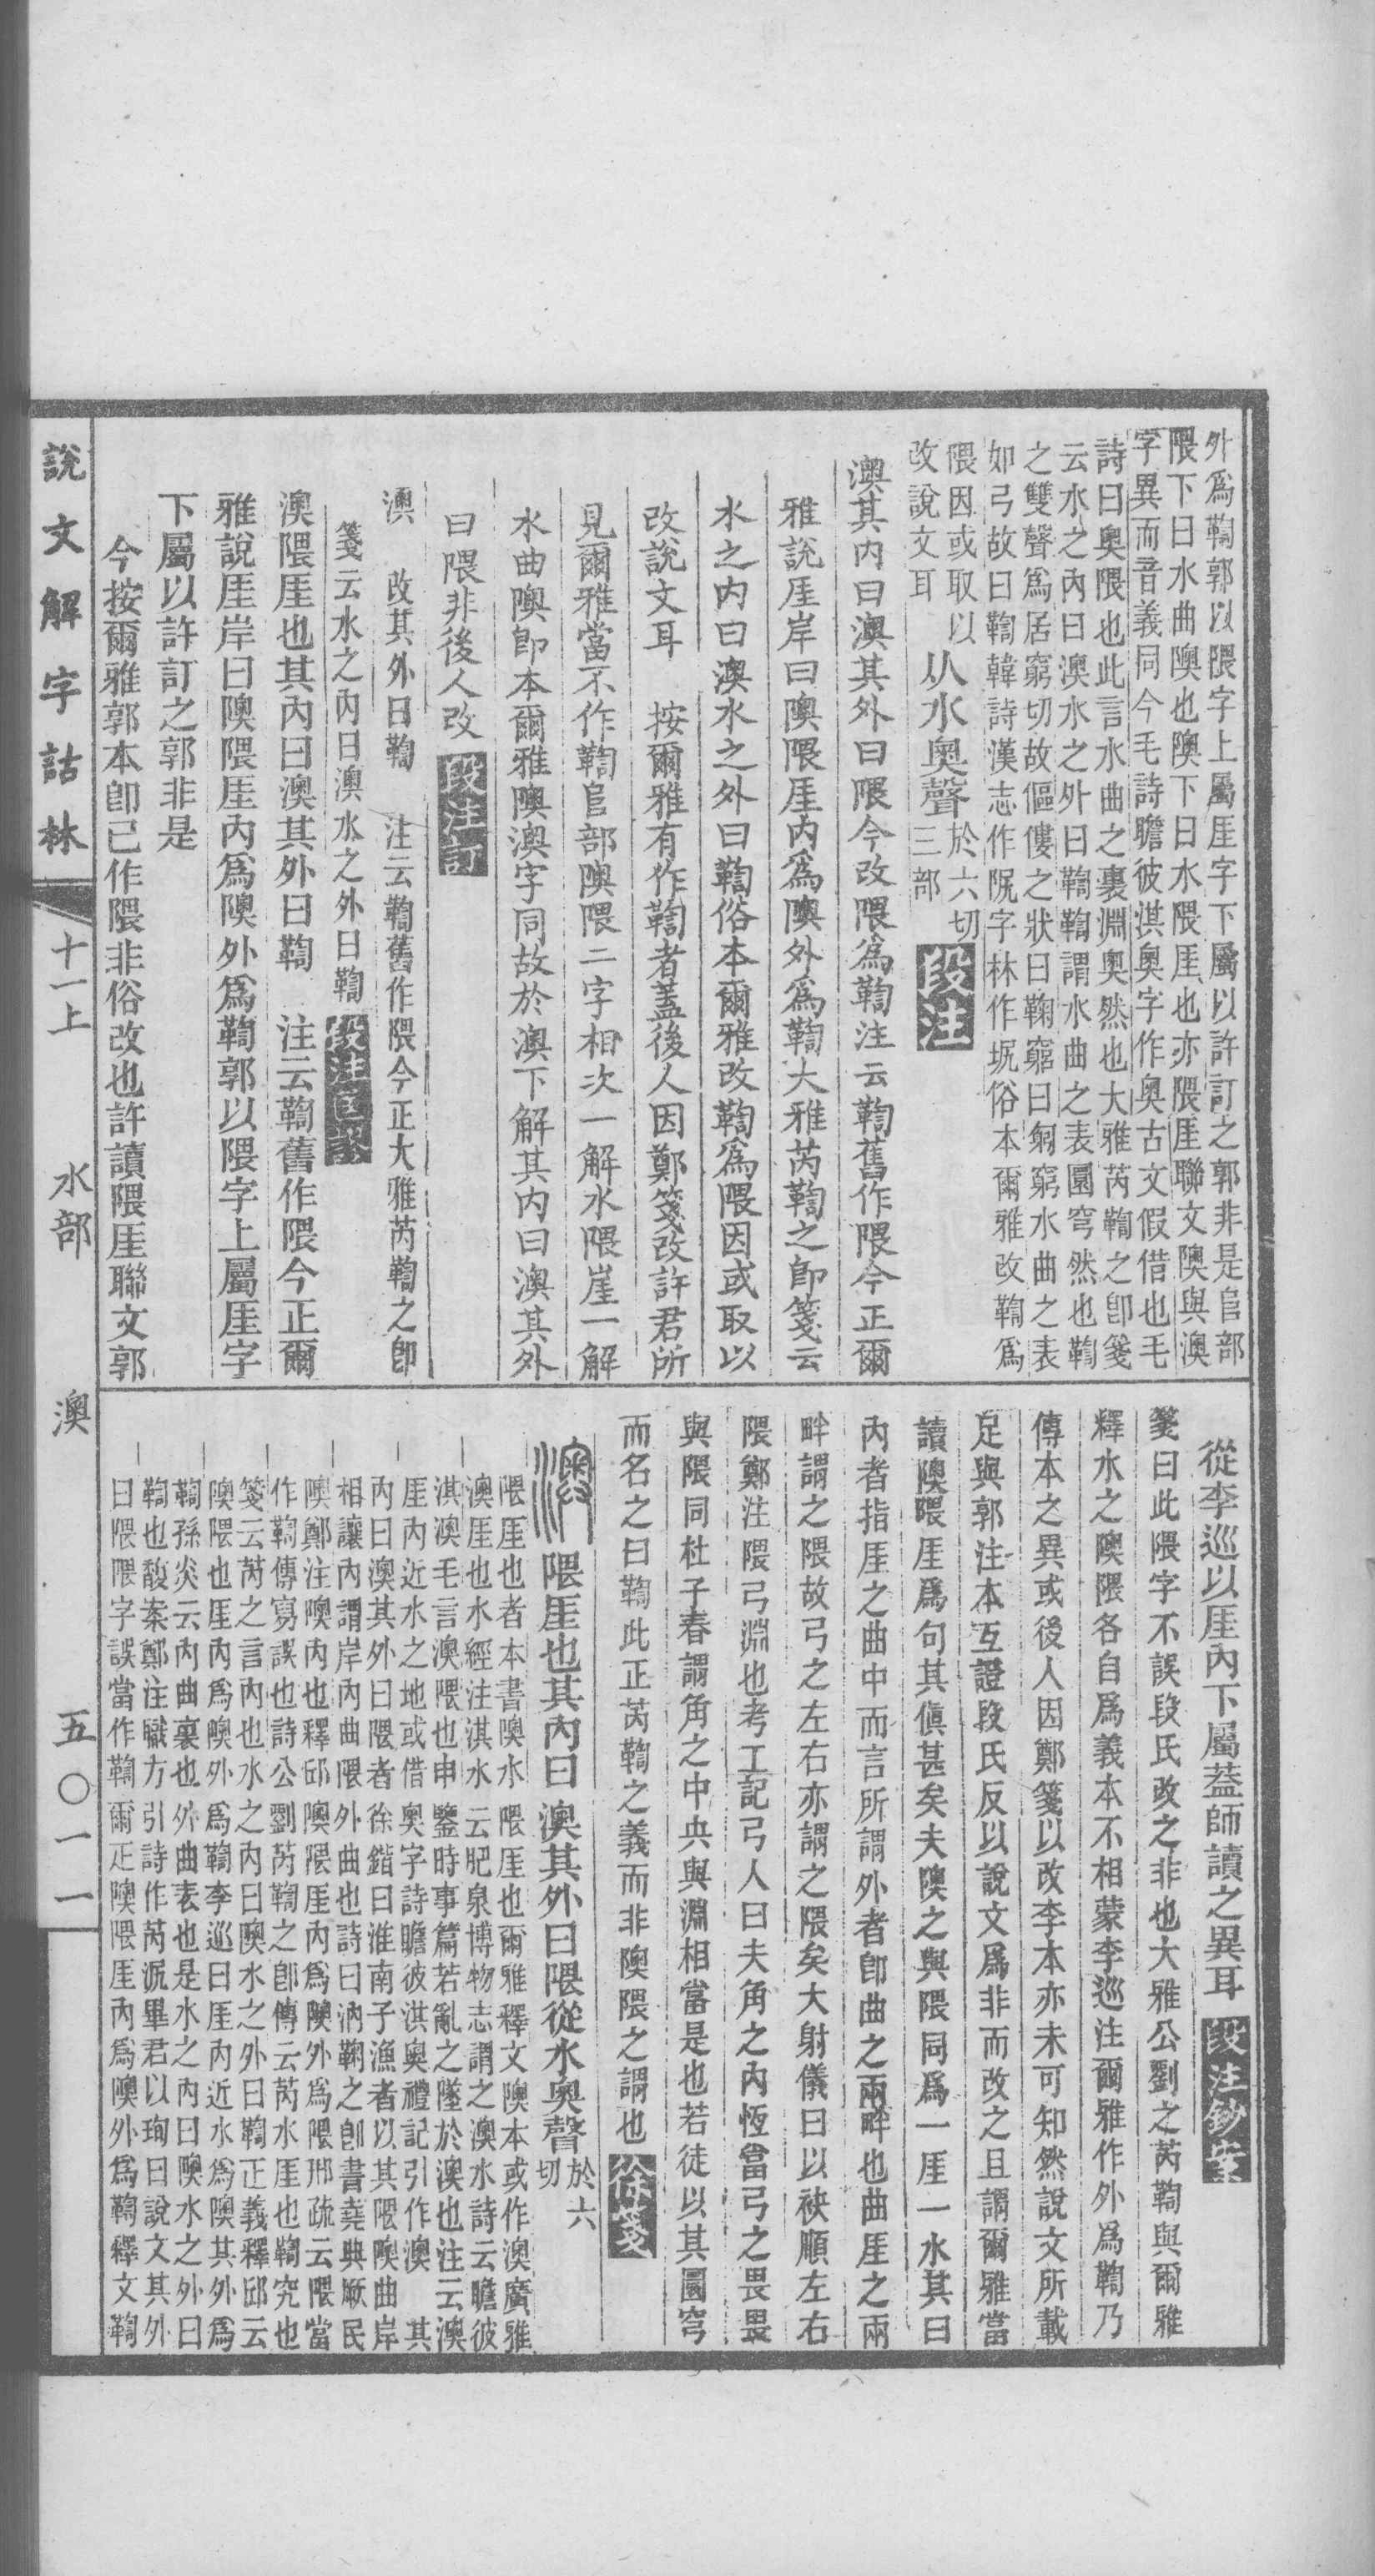 外爲鞫郭以隈字上屬厓字下屬以許訂之郭非是𨸏部
隈下曰水曲隩也隩下曰水隈厓也亦隈厓聯文隩與澳
字異而音義同今毛詩瞻彼淇奧字作奧古文假借也毛
詩曰奧隈也此言水曲之裏淵奧然也大雅芮鞫之卽箋
云水之內曰澳水之外曰鞫鞫謂水曲之表圜穹然也鞫
之雙聲爲居窮切故傴僂之狀曰鞠窮曰匑窮水曲之表
如弓故曰鞫韓詩漢志作阮字林作坭俗本爾雅改鞫爲
隈因或取以
改說文耳
从水奧聲
於六切
三部
段注
澳其内曰澳其外曰隈今改隈爲鞫注云鞫舊作隈今正爾
雅說厓岸曰隩隈厓内爲隩外爲鞫大雅芮鞫之卽箋云
水之内曰澳水之外曰鞫俗本爾雅改鞫爲隈因或取以
改說文耳　按爾雅有作鞫者蓋後人因鄭箋改許君所
見爾雅當不作鞫𨸏部隩隈二字相次一解水隈崖一解
水曲隩卽本爾雅隩澳字同故於澳下解其内曰澳其外
曰隈非後人改
段注訂
澳　改其外曰鞫　注云鞫舊作隈今正大雅芮鞫之卽
箋云水之內曰澳水之外曰鞫
段注匡謬
澳隈厓也其內曰澳其外曰鞫　注云鞫舊作隈今正爾
雅說厓岸曰隩隈厓內爲隩外爲鞫郭以隈字上屬厓字
下屬以許訂之郭非是
今按爾雅郭本卽已作隈非俗改也許讀隈厓聯文郭
從李巡以厓內下屬蓋師讀之異耳
段注鈔案
箋曰此隈字不誤段氏改之非也大雅公劉之芮鞫與爾雅
釋水之隩隈各自爲義本不相蒙李巡注爾雅作外爲鞫乃
傳本之異或後人因鄭箋以改李本亦未可知然說文所載
足與郭注本互證段氏反以說文爲非而改之且謂爾雅當
讀隩隈厓爲句其傎甚矣夫隩之與隈同爲一厓一水其曰
內者指厓之曲中而言所謂外者卽曲之兩畔也曲厓之兩
畔謂之隈故弓之左右亦謂之隈矣大射儀曰以袂順左右
隈鄭注隈弓淵也考工記弓人曰夫角之內恆當弓之畏畏
與隈同杜子春謂角之中央與淵相當是也若徒以其圜穹
而名之曰鞫此正芮鞫之義而非隩隈之謂也
徐箋
隈厓也其內曰澳其外曰隈從水奧聲
於六
切
隈厓也者本書隩水隈厓也爾雅釋文隩本或作澳廣雅
澳厓也水經注淇水云肥泉博物志謂之澳水詩云瞻彼
淇澳毛言澳隈也申鑒時事篇若亂之墜於澳也注云澳
厓內近水之地或借奧字詩瞻彼淇奧禮記引作澳　其
內曰澳其外曰隈者徐鍇曰淮南子漁者以其隈隩曲岸
相讓內謂岸內曲隈外曲也詩曰汭鞫之卽書堯典厥民
隩鄭注隩內也釋邱隩隈厓內爲隩外爲隈邢疏云隈當
作鞫傳寫誤也詩公劉芮鞫之卽傳云芮水厓也鞫究也
箋云芮之言內也水之內曰隩水之外曰鞫正義釋邱云
隩隈也厓內爲隩外爲鞫李巡曰厓內近水爲隩其外爲
鞫孫炎云內曲裏也外曲表也是水之內曰隩水之外曰
鞫也馥案鄭注職方引詩作芮泦畢君以珣曰說文其外
曰隈隈字誤當作鞫爾正隩隈厓內爲隩外爲鞫釋文鞫
說文解字詁林
十一上
水部
澳
五〇一一